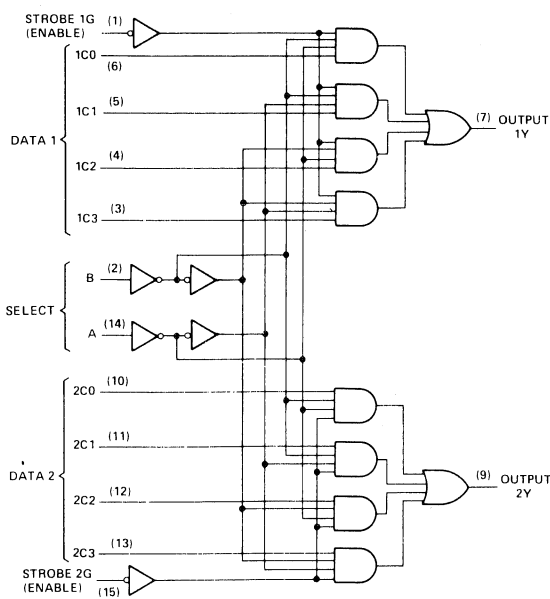 STROBE 1G (1)
(ENABLE)
1C0
(6)
(5)
1C1
DATA 1
(7) OUTPUT
1Y
(4)
1C2
(3)
1C3
B (2)
SELECT
A (14)
2C0 (10)
2C1 (11)
DATA 2
(9) OUTPUT
2Y
2C2 (12)
2C3 (13)
STROBE 2G
(ENABLE) (15)